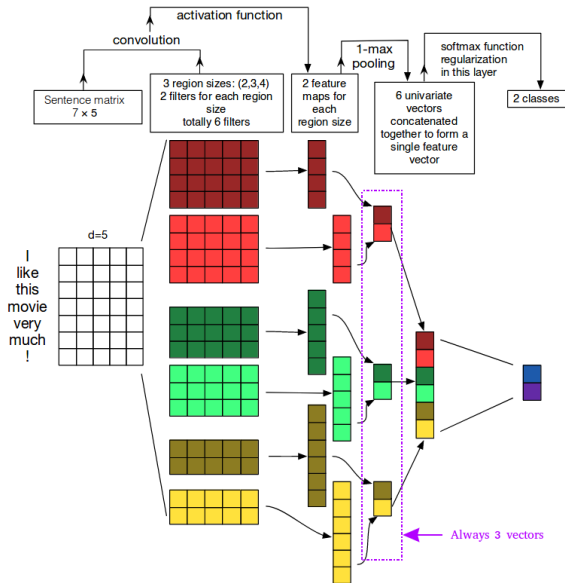 activation function
convolution
1-max
pooling
softmax function
regularization
in this layer
Sentence matrix
7 × 5
3 region sizes: (2,3,4)
2 filters for each region
size
totally 6 filters
2 feature
maps for
each
region size
6 univariate
vectors
concatenated
together to form a
single feature
vector
2 classes
d=5
I
like
this
movie
very
much
!
Always 3 vectors